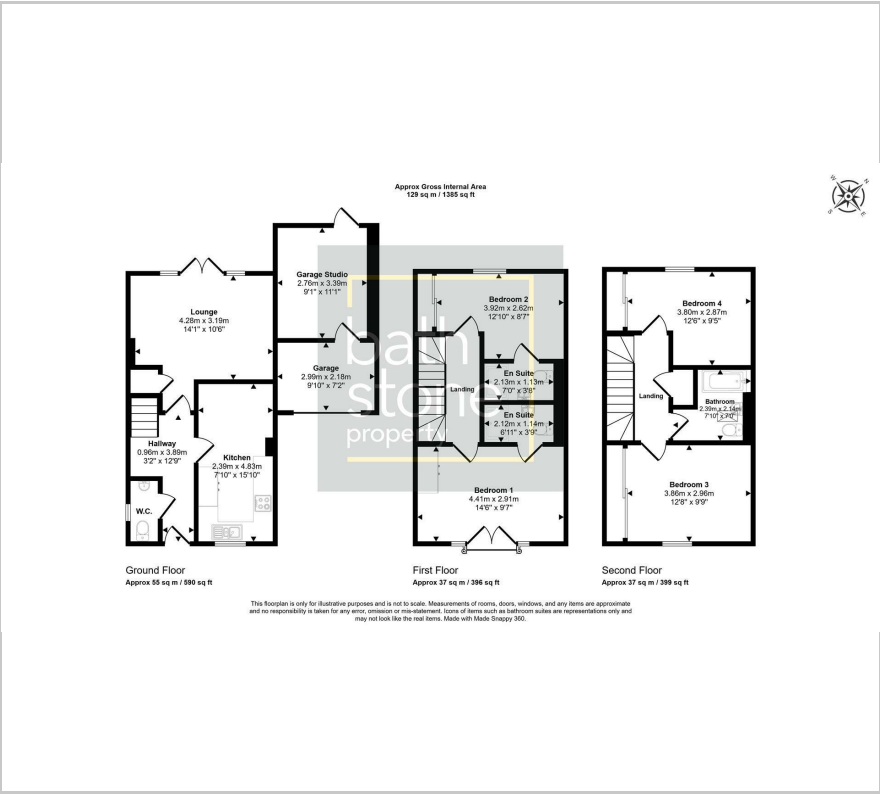 Approx Gross Internal Area
129 sq m / 1385 sq ft
W
N
S
E
Garage Studio
2.76m x 3.39m
9'1" x 11'1"
Lounge
4.28m x 3.19m
14'1" x 10'6"
Garage
2.99m x 2.18m
9'10" x 7'2"
Hallway
0.96m x 3.89m
3'2" x 12'9"
Kitchen
2.39m x 4.83m
7'10" x 15'10"
W.C.
Ground Floor
Approx 55 sq m / 590 sq ft
bath
stone
property
Bedroom 2
3.92m x 2.62m
12'10" x 8'7"
En Suite
2.13m x 1.13m
7'0" x 3'8"
Landing
En Suite
2.12m x 1.14m
6'11" x 3'9"
Bedroom 1
4.41m x 2.91m
14'6" x 9'7"
First Floor
Approx 37 sq m / 396 sq ft
Bedroom 4
3.80m x 2.87m
12'6" x 9'5"
Landing
Bathroom
2.39m x 2.14m
7'10" x 7'0"
Bedroom 3
3.86m x 2.96m
12'8" x 9'9"
Second Floor
Approx 37 sq m / 399 sq ft
This floorplan is only for illustrative purposes and is not to scale. Measurements of rooms, doors, windows, and any items are approximate
and no responsibility is taken for any error, omission or mis-statement. Icons of items such as bathroom suites are representations only and
may not look like the real items. Made with Made Snappy 360.